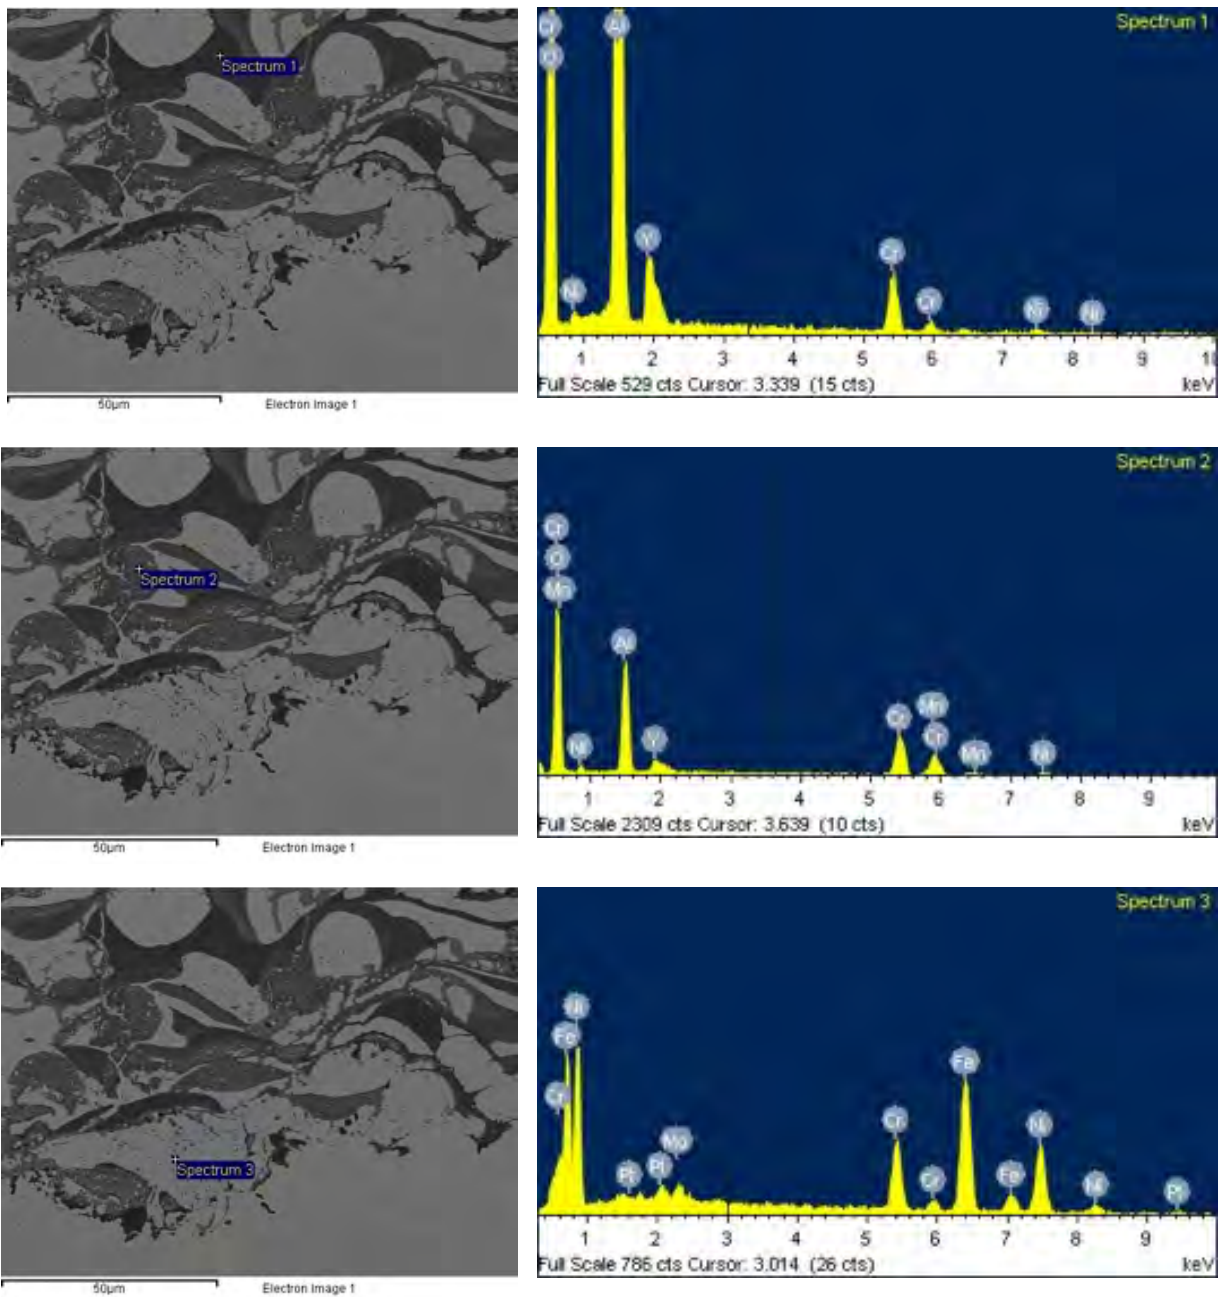 Spectrum 1
50µm
Electron Image 1
Spectrum 1
Cr
O
Al
Ni
Y
Cr
Cr
Ni
Ni
1 2 3 4 5 6 7 8 9 10
Full Scale 529 cts Cursor: 3.339 (15 cts)
keV
Spectrum 2
50µm
Electron Image 1
Spectrum 2
Cr
O
Mn
Ni
Al
Y
Cr
Mn
Cr
Mn
Ni
1 2 3 4 5 6 7 8 9
Full Scale 2309 cts Cursor: 3.639 (10 cts)
keV
Spectrum 3
50µm
Electron Image 1
Spectrum 3
Ni
Fe
Cr
Pt
Pt
Mo
Cr
Cr
Fe
Fe
Ni
Ni
Pt
1 2 3 4 5 6 7 8 9
Full Scale 786 cts Cursor: 3.014 (26 cts)
keV